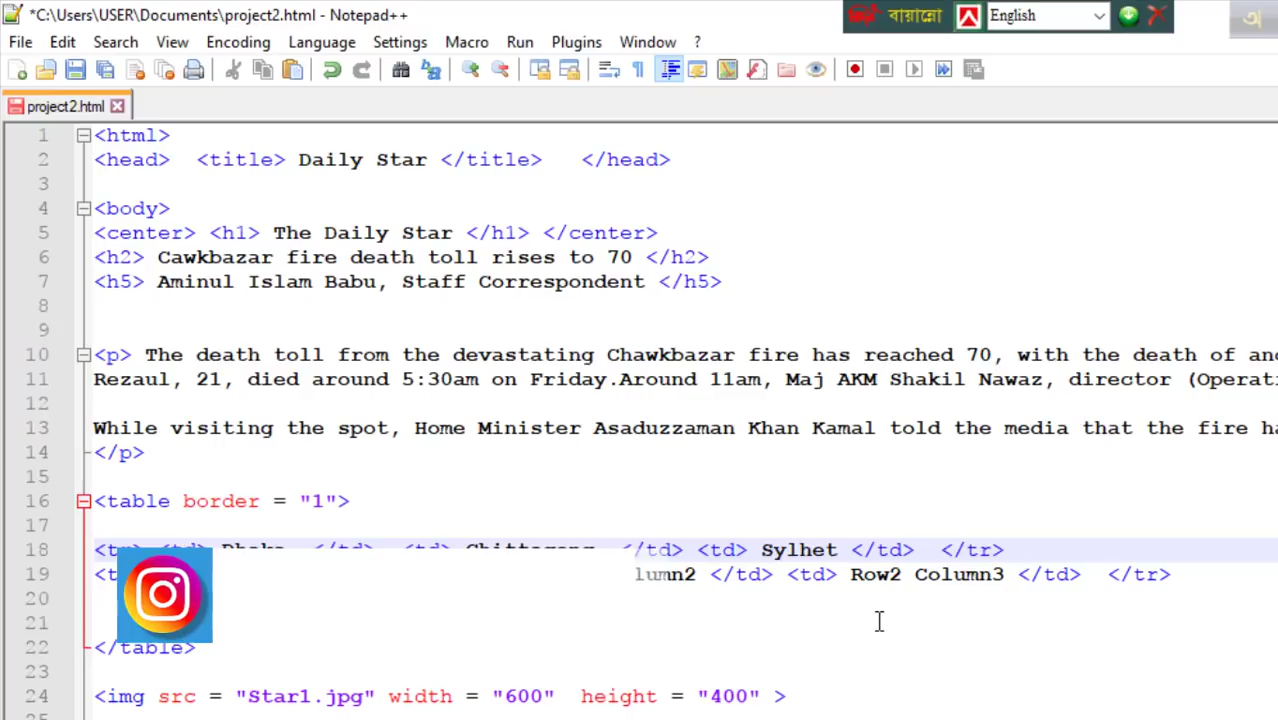 *C:\Users\USER\Documents\project2.html - Notepad++
বায়ান্নো English অ
File Edit Search View Encoding Language Settings Macro Run Plugins Window ?
project2.html
1 <html>
2 <head> <title> Daily Star </title> </head>
3
4 <body>
5 <center> <h1> The Daily Star </h1> </center>
6 <h2> Cawkbazar fire death toll rises to 70 </h2>
7 <h5> Aminul Islam Babu, Staff Correspondent </h5>
8
9
10 <p> The death toll from the devastating Chawkbazar fire has reached 70, with the death of
11 Rezaul, 21, died around 5:30am on Friday.Around 11am, Maj AKM Shakil Nawaz, director
12
13 While visiting the spot, Home Minister Asaduzzaman Khan Kamal told the media that the fire
14 </p>
15
16 <table border = "1">
17
18 <td> Dhaka </td> <td> Chittagong </td> <td> Sylhet </td> </tr>
19 </td> <td> Row2 Column3 </td> </tr>
20
21
22 </table>
23
24 <img src = "Star1.jpg" width = "600" height = "400" >